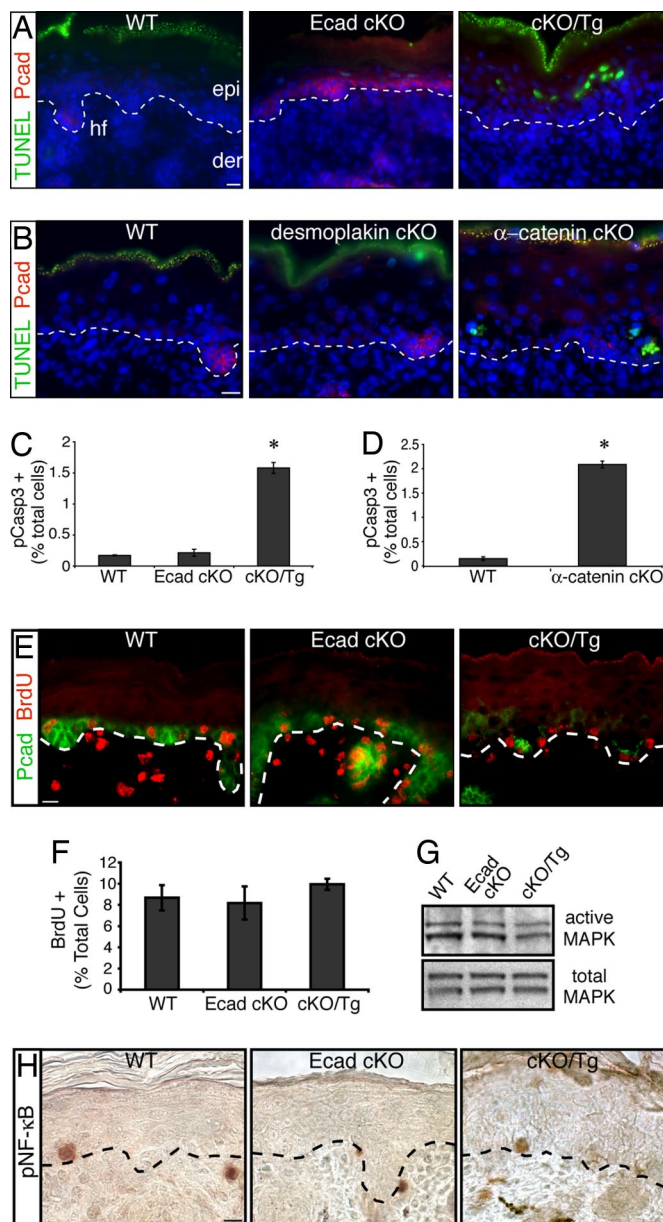 A
TUNEL Pcad
WT
Ecad cKO
cKO/Tg
epi
hf
der
B
TUNEL Pcad
WT
desmoplakin cKO
α–catenin cKO
C
pCasp3 +
(% total cells)
2
1.5
1
0.5
0
*
WT
Ecad cKO
cKO/Tg
D
pCasp3 +
(% total cells)
2.5
2
1.5
1
0.5
0
*
WT
α-catenin cKO
E
Pcad BrdU
WT
Ecad cKO
cKO/Tg
F
BrdU +
(% Total Cells)
12
10
8
6
4
2
0
WT
Ecad cKO
cKO/Tg
G
WT
Ecad
cKO
cKO/Tg
active
MAPK
total
MAPK
H
pNF-κB
WT
Ecad cKO
cKO/Tg